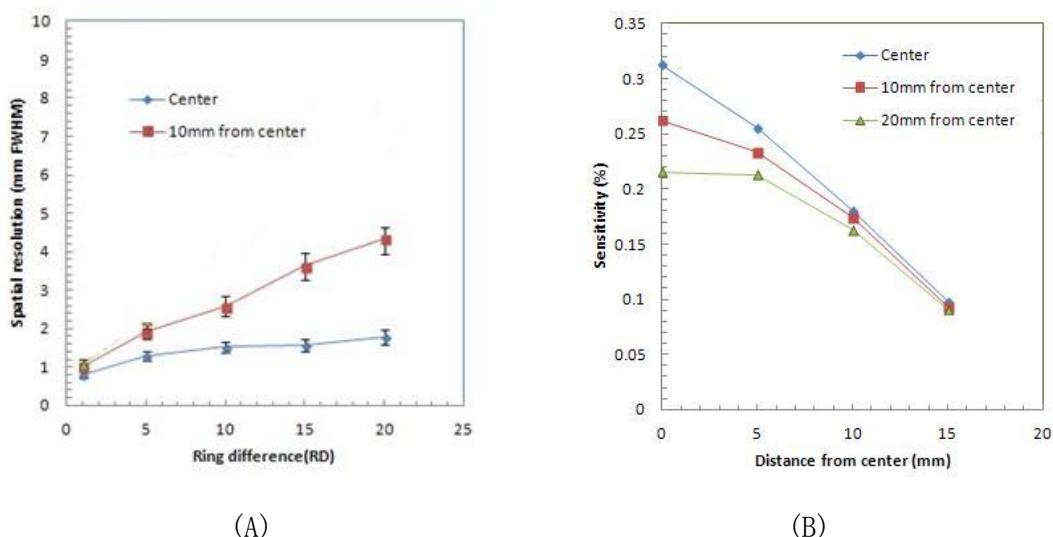 10
9
8
7
6
5
4
3
2
1
0
Spatial resolution (mm FWHM)
Center
10mm from center
0 5 10 15 20 25
Ring difference(RD)
(A)
0.35
0.3
0.25
0.2
0.15
0.1
0.05
0
Sensitivity (%)
Center
10mm from center
20mm from center
0 5 10 15 20
Distance from center (mm)
(B)